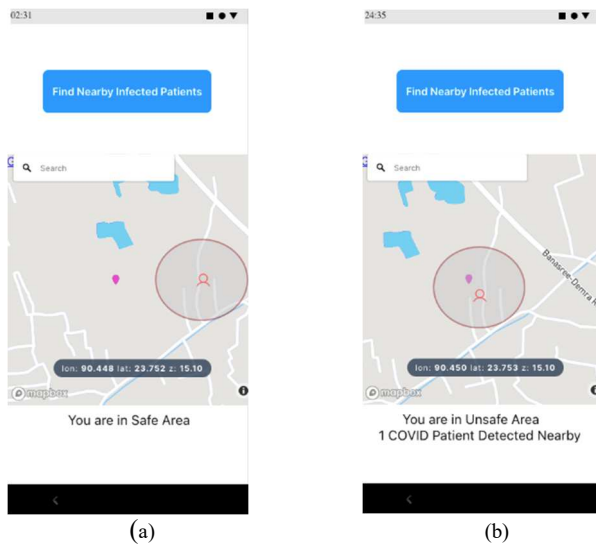 02:31
Find Nearby Infected Patients
Search
lon: 90.448 lat: 23.752 z: 15.10
mapbox
You are in Safe Area
(a)
24:35
Find Nearby Infected Patients
Search
Banasree-Demra R
lon: 90.450 lat: 23.753 z: 15.10
mapbox
You are in Unsafe Area
1 COVID Patient Detected Nearby
(b)